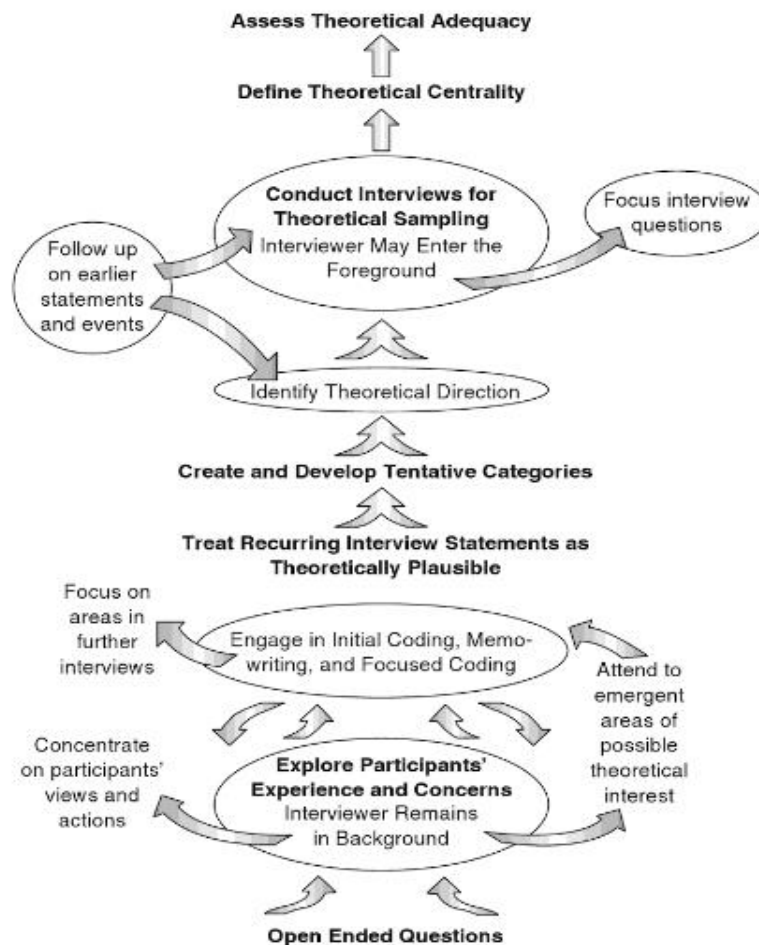 Assess Theoretical Adequacy
Define Theoretical Centrality
Conduct Interviews for
Theoretical Sampling
Interviewer May Enter the
Foreground
Focus interview
questions
Follow up
on earlier
statements
and events
Identify Theoretical Direction
Create and Develop Tentative Categories
Treat Recurring Interview Statements as
Theoretically Plausible
Focus on
areas in
further
interviews
Engage in Initial Coding, Memo-
writing, and Focused Coding
Attend to
emergent
areas of
possible
theoretical
interest
Concentrate
on participants'
views and
actions
Explore Participants'
Experience and Concerns
Interviewer Remains
in Background
Open Ended Questions